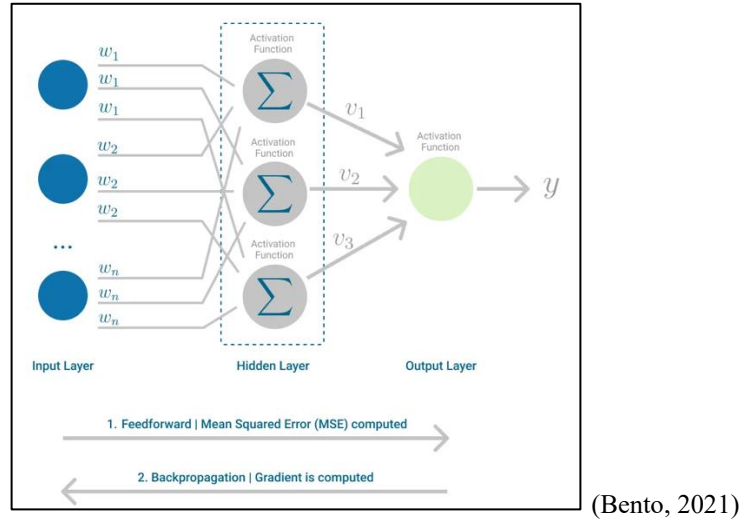 w₁
w₁
w₁
w₂
w₂
w₂
...
wₙ
wₙ
wₙ
Input Layer
Activation
Function
Σ
Activation
Function
Σ
Activation
Function
Σ
Hidden Layer
v₁
v₂
v₃
Activation
Function
y
Output Layer
1. Feedforward | Mean Squared Error (MSE) computed
2. Backpropagation | Gradient is computed
(Bento, 2021)